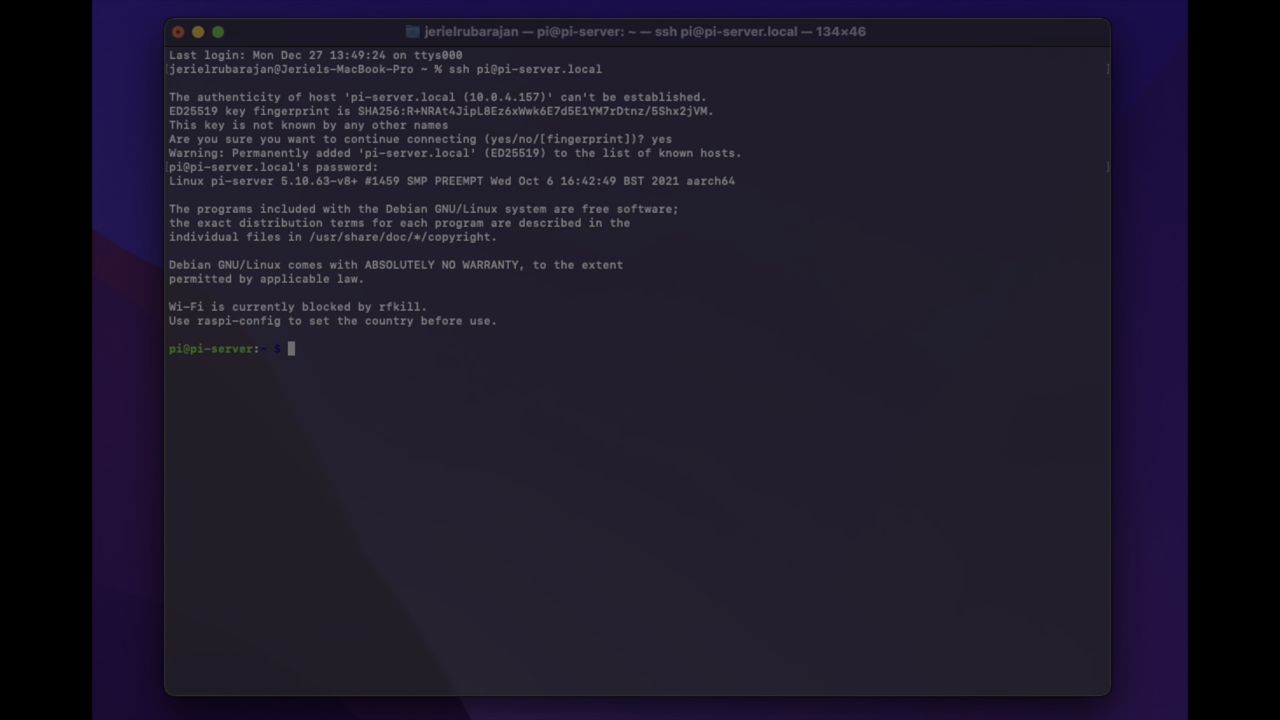 jerielrubarajan — pi@pi-server: ~ — ssh pi@pi-server.local — 134×46
Last login: Mon Dec 27 13:49:24 on ttys000
[jerielrubarajan@Jeriels-MacBook-Pro ~ % ssh pi@pi-server.local ]
The authenticity of host 'pi-server.local (10.0.4.157)' can't be established.
ED25519 key fingerprint is SHA256:R+NRAt4JipL8Ez6xWwk6E7d5E1YM7rDtnz/5Shx2jVM.
This key is not known by any other names
Are you sure you want to continue connecting (yes/no/[fingerprint])? yes
Warning: Permanently added 'pi-server.local' (ED25519) to the list of known hosts.
[pi@pi-server.local's password: ]
Linux pi-server 5.10.63-v8+ #1459 SMP PREEMPT Wed Oct 6 16:42:49 BST 2021 aarch64
The programs included with the Debian GNU/Linux system are free software;
the exact distribution terms for each program are described in the
individual files in /usr/share/doc/*/copyright.
Debian GNU/Linux comes with ABSOLUTELY NO WARRANTY, to the extent
permitted by applicable law.
Wi-Fi is currently blocked by rfkill.
Use raspi-config to set the country before use.
pi@pi-server:~ $